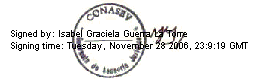 CONASEV
Signed by: Isabel Graciela Guerra La Torre
Signing time: Tuesday, November 28 2006, 23:9:19 GMT